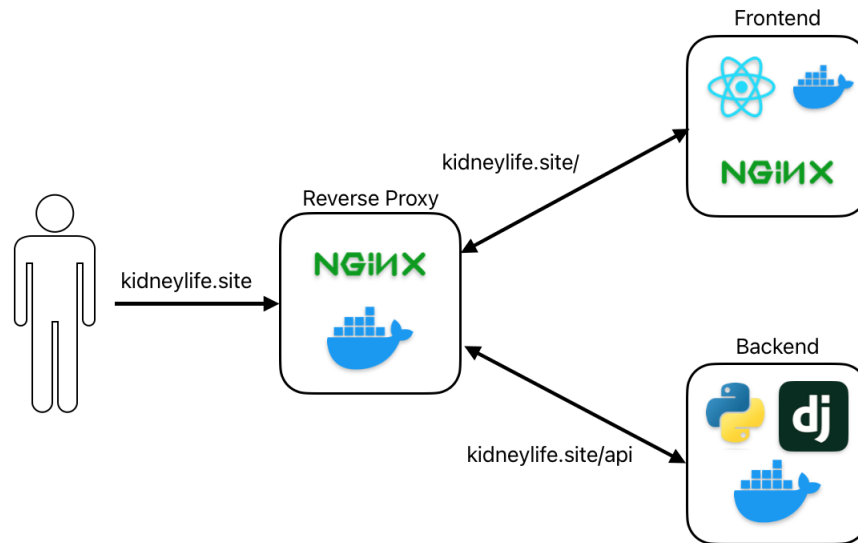 Frontend
NGINX
kidneylife.site/
Reverse Proxy
NGINX
kidneylife.site
Backend
dj
kidneylife.site/api